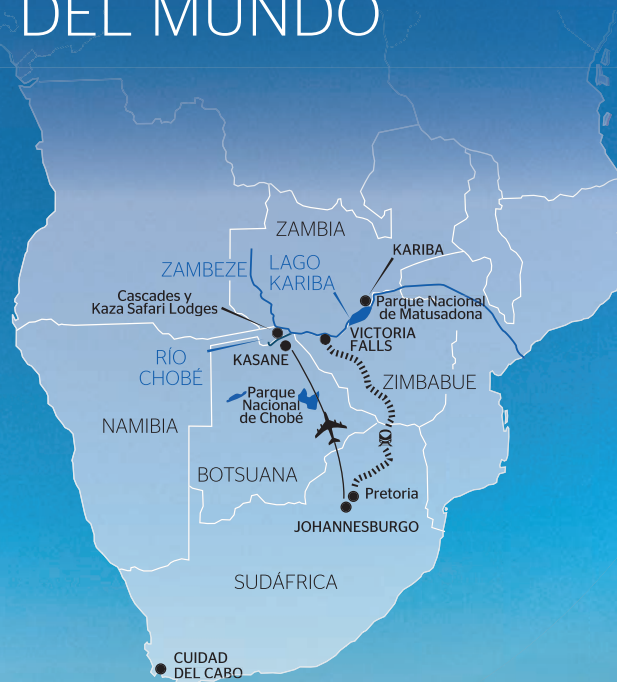 DEL MUNDO
ZAMBIA
KARIBA
ZAMBEZE
LAGO
KARIBA
Cascades y
Kaza Safari Lodges
Parque Nacional
de Matusadona
VICTORIA
FALLS
RÍO
CHOBÉ
KASANE
ZIMBABUE
Parque
Nacional
de Chobé
NAMIBIA
BOTSUANA
Pretoria
JOHANNESBURGO
SUDÁFRICA
CUIDAD
DEL CABO